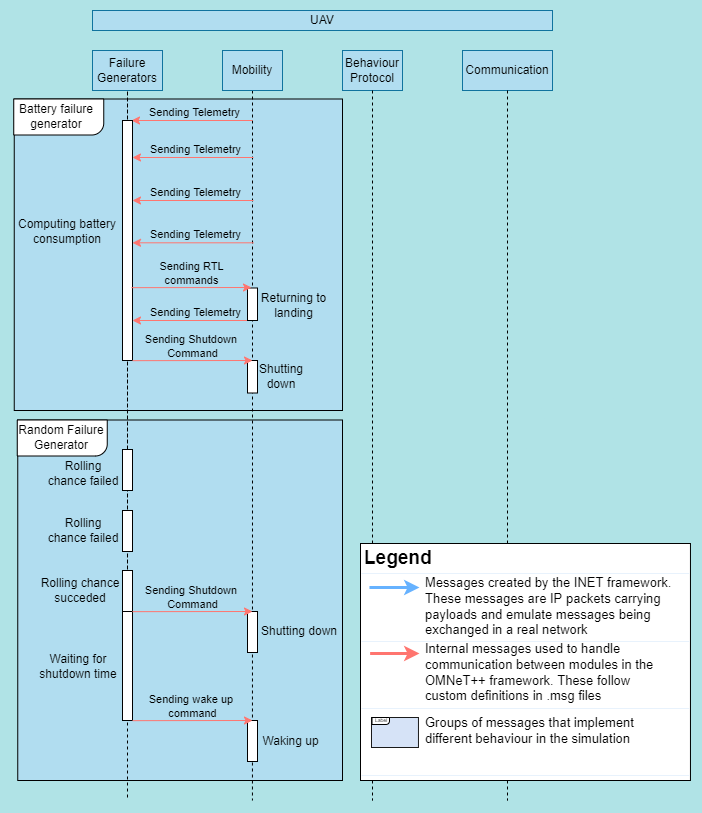 UAV
Failure
Generators
Mobility
Behaviour
Protocol
Communication
Battery failure
generator
Sending Telemetry
Sending Telemetry
Sending Telemetry
Computing battery
consumption
Sending Telemetry
Sending RTL
commands
Returning to
landing
Sending Telemetry
Sending Shutdown
Command
Shutting
down
Random Failure
Generator
Rolling
chance failed
Rolling
chance failed
Rolling chance
succeded
Sending Shutdown
Command
Shutting down
Waiting for
shutdown time
Sending wake up
command
Waking up
Legend
Messages created by the INET framework.
These messages are IP packets carrying
payloads and emulate messages being
exchanged in a real network
Internal messages used to handle
communication between modules in the
OMNeT++ framework. These follow
custom definitions in .msg files
Label
Groups of messages that implement
different behaviour in the simulation